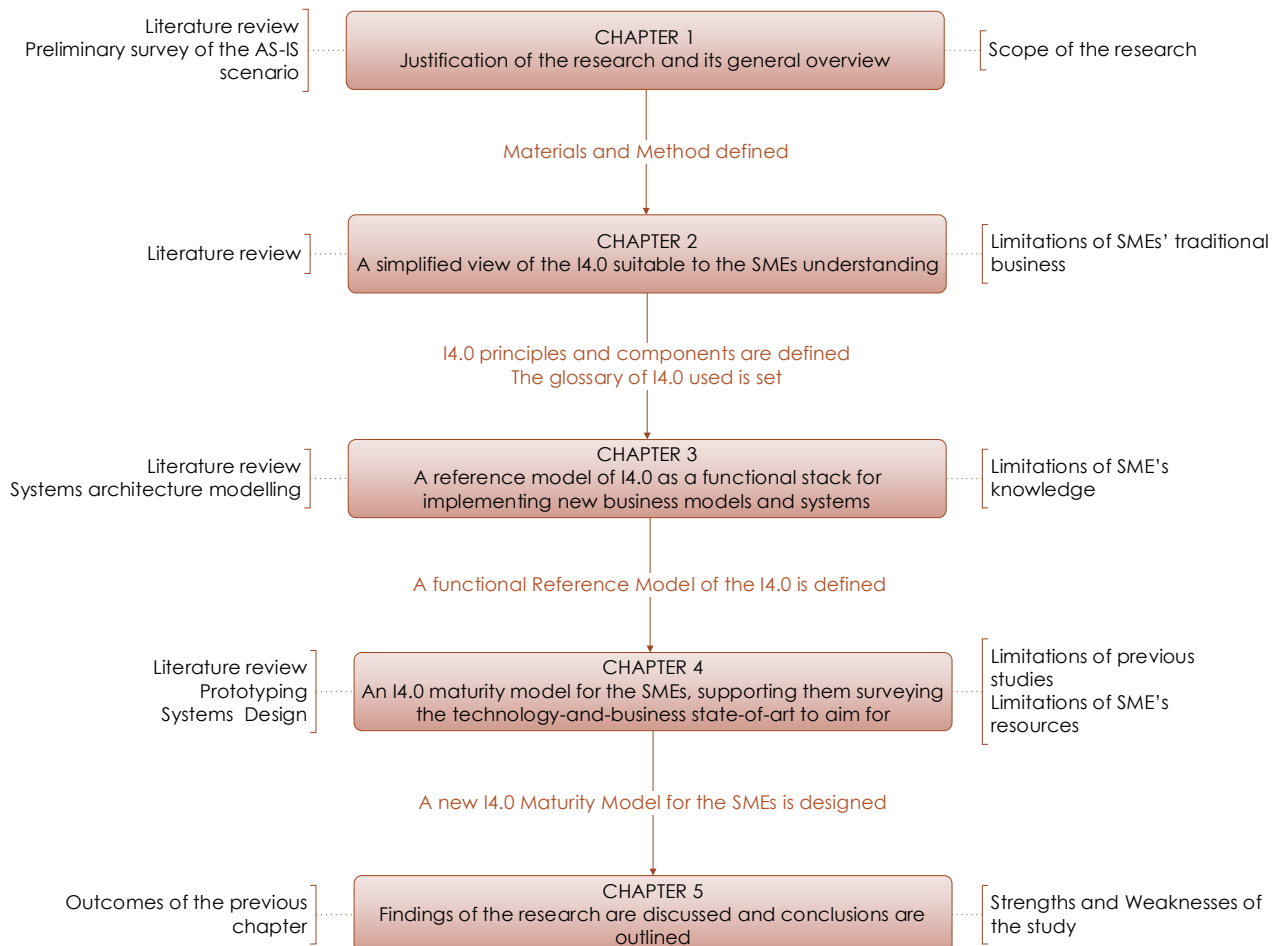 Literature review
Preliminary survey of the AS-IS
scenario
CHAPTER 1
Justification of the research and its general overview
Scope of the research
Materials and Method defined
Literature review
CHAPTER 2
A simplified view of the I4.0 suitable to the SMEs understanding
Limitations of SMEs’ traditional
business
I4.0 principles and components are defined
The glossary of I4.0 used is set
Literature review
Systems architecture modelling
CHAPTER 3
A reference model of I4.0 as a functional stack for
implementing new business models and systems
Limitations of SME’s
knowledge
A functional Reference Model of the I4.0 is defined
Literature review
Prototyping
Systems Design
CHAPTER 4
An I4.0 maturity model for the SMEs, supporting them surveying
the technology-and-business state-of-art to aim for
Limitations of previous
studies
Limitations of SME’s
resources
A new I4.0 Maturity Model for the SMEs is designed
Outcomes of the previous
chapter
CHAPTER 5
Findings of the research are discussed and conclusions are
outlined
Strengths and Weaknesses of
the study